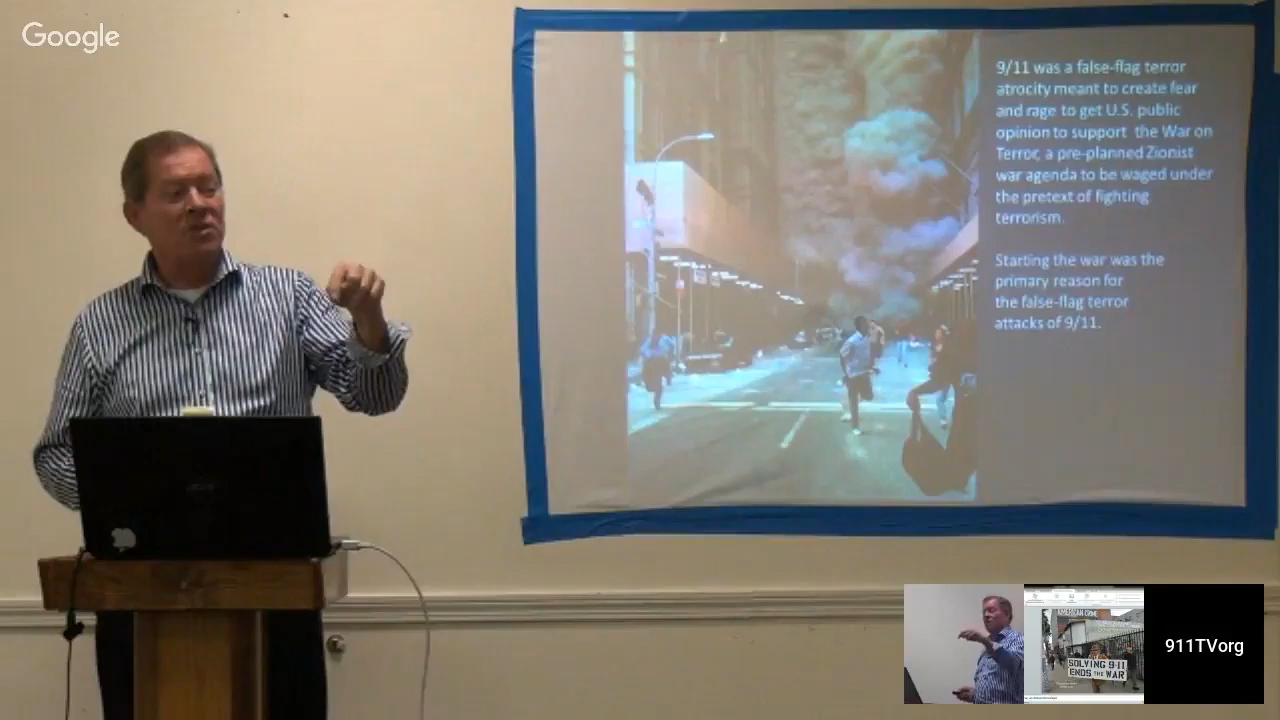 Google
9/11 was a false-flag terror
atrocity meant to create fear
and rage to get U.S. public
opinion to support the War on
Terror, a pre-planned Zionist
war agenda to be waged under
the pretext of fighting
terrorism.
Starting the war was the
primary reason for
the false-flag terror
attacks of 9/11.
AMERICAN CRIME
SOLVING 9-11
ENDS THE WAR
911TVorg